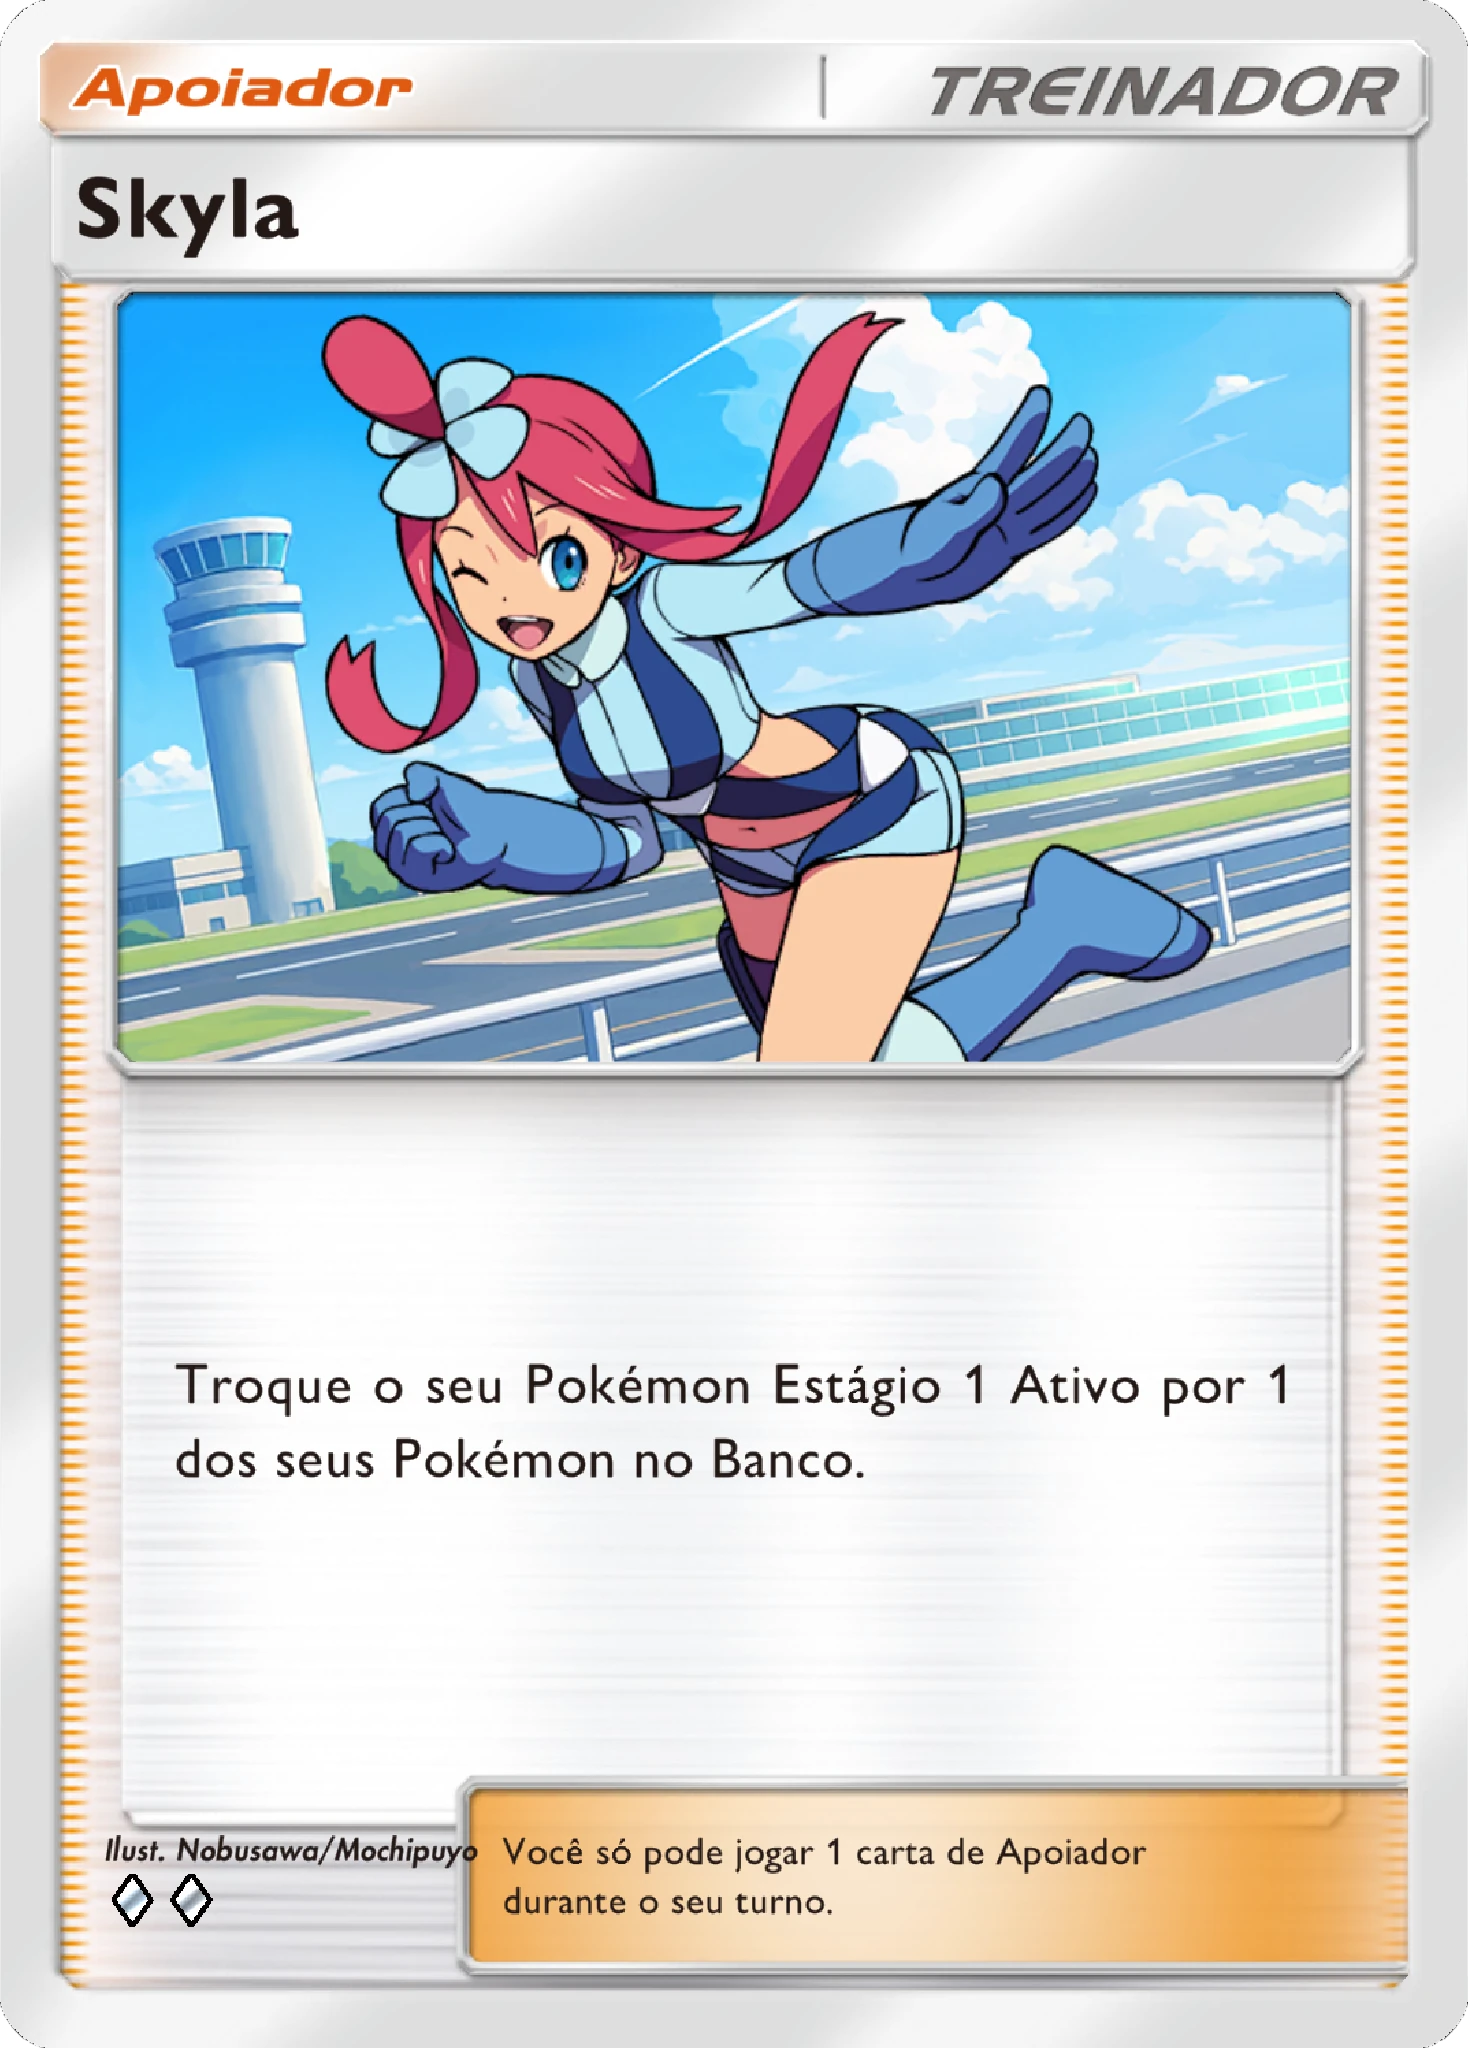 Apoiador
TREINADOR
Skyla
Troque o seu Pokémon Estágio 1 Ativo por 1
dos seus Pokémon no Banco.
Ilust. Nobusawa/Mochipuyo
Você só pode jogar 1 carta de Apoiador
durante o seu turno.